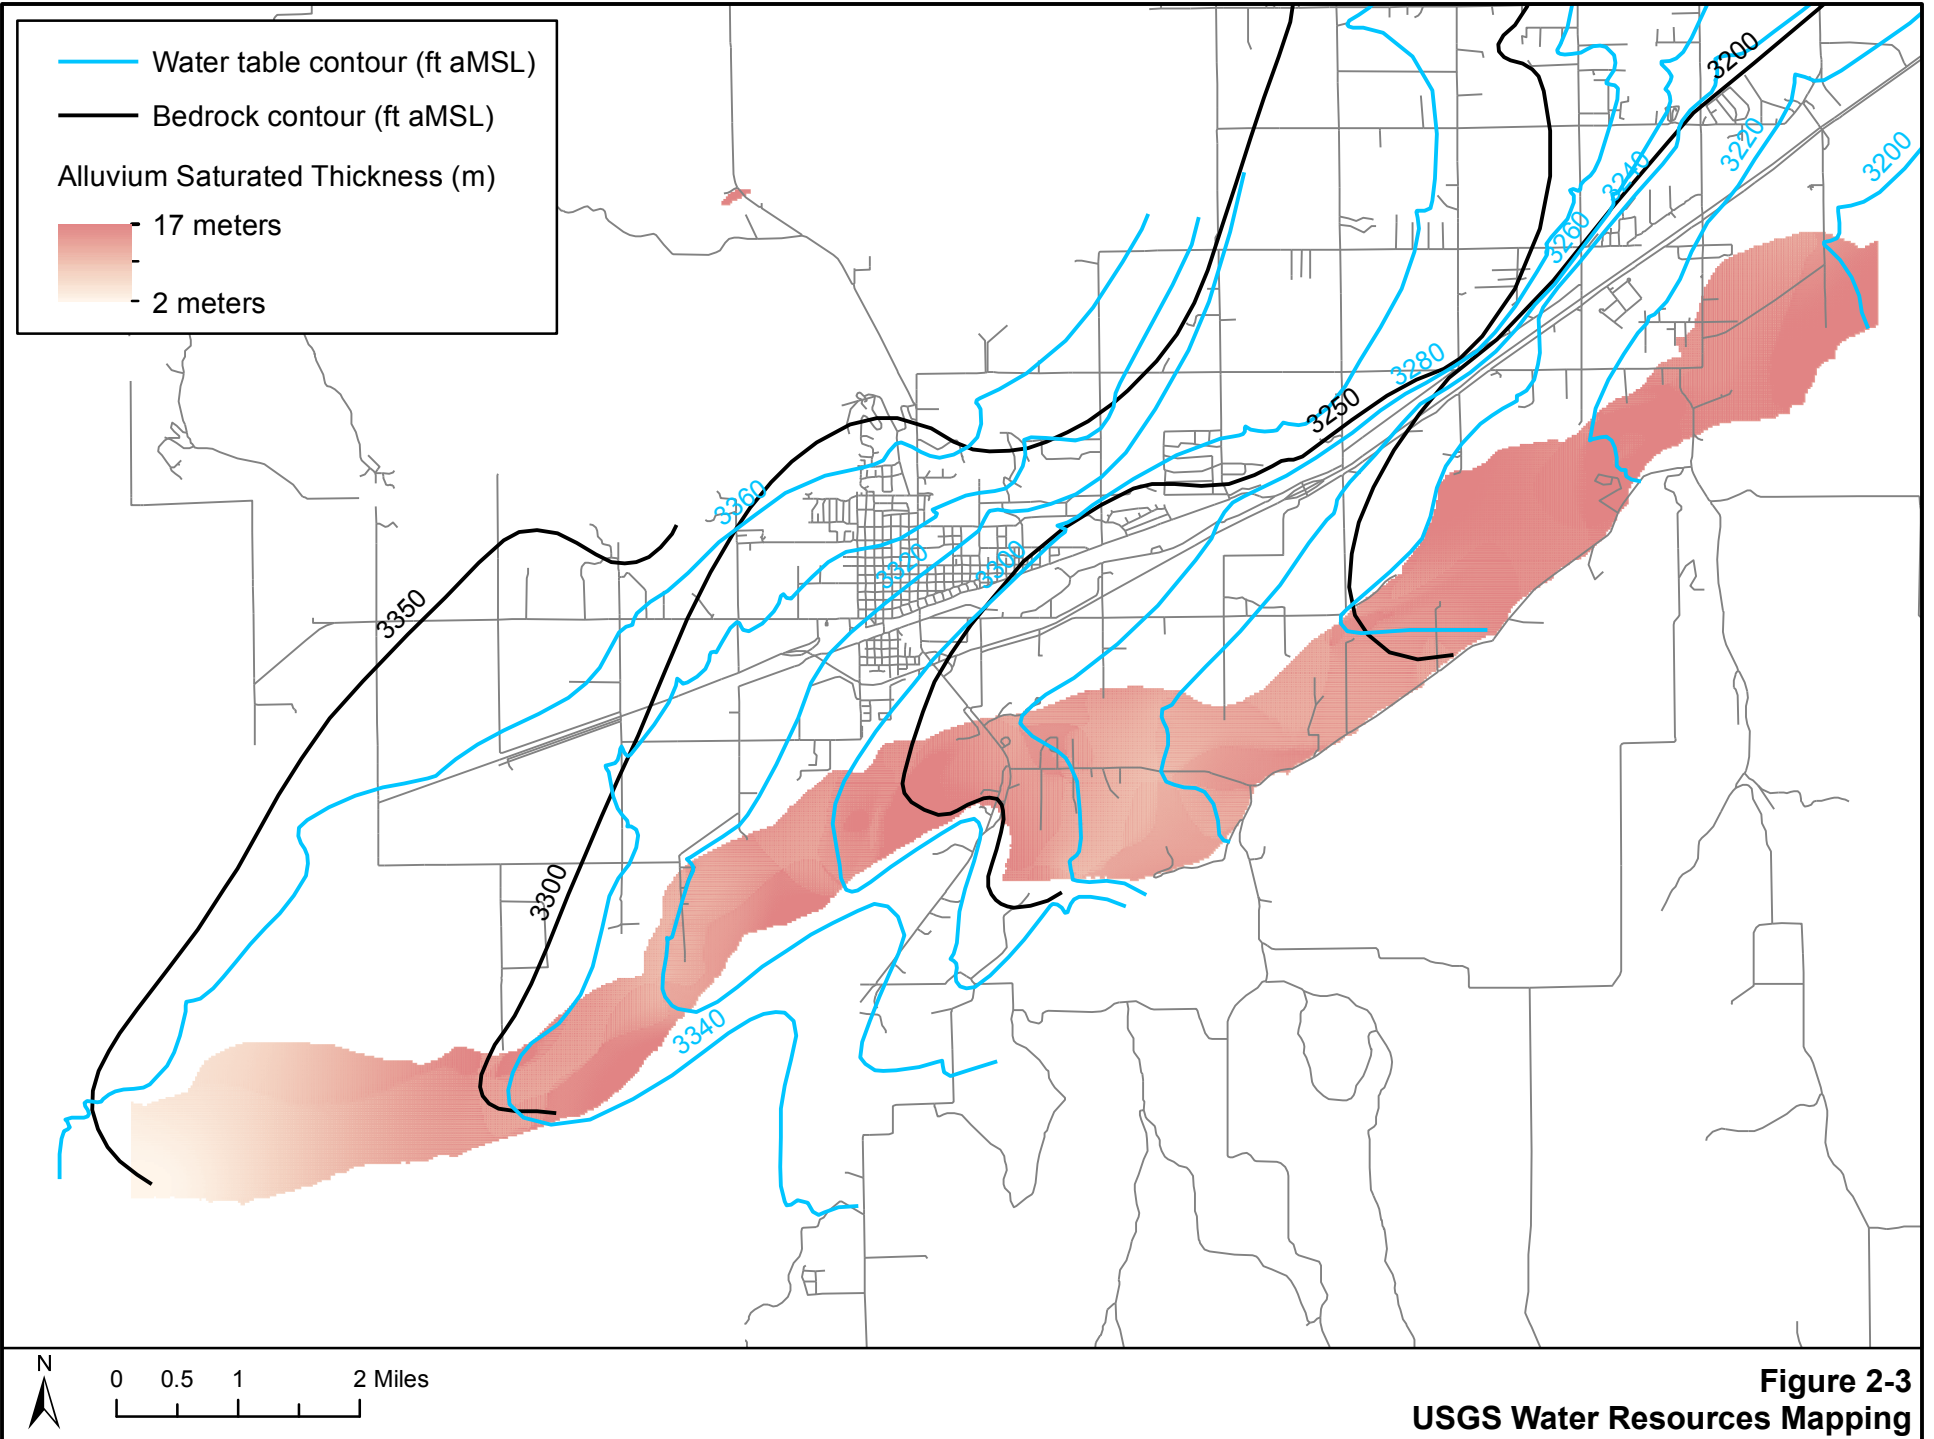 Water table contour (ft aMSL)
Bedrock contour (ft aMSL)
Alluvium Saturated Thickness (m)
17 meters
2 meters
3200
3220
3200
3240
3260
3280
3250
3360
3320
3300
3350
3300
3340
N
0 0.5 1 2 Miles
Figure 2-3
USGS Water Resources Mapping